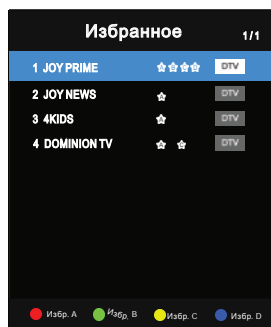 Избранное
1/1
1 JOY PRIME DTV
2 JOY NEWS DTV
3 4KIDS DTV
4 DOMINION TV DTV
Избр. A Избр. B Избр. C Избр. D